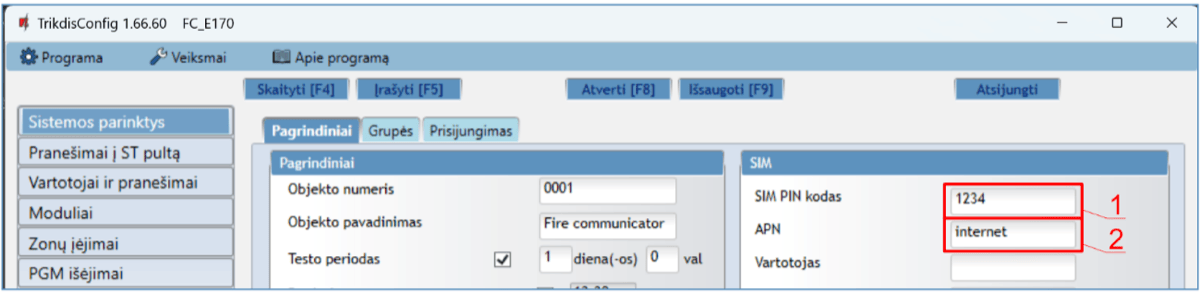 TrikdisConfig 1.66.60 FC_E170
Programa Veiksmai Apie programą
Skaityti [F4] Įrašyti [F5] Atverti [F8] Išsaugoti [F9] Atsijungti
Sistemos parinktys
Pranešimai į ST pultą
Vartotojai ir pranešimai
Moduliai
Zonų įėjimai
PGM išėjimai
Pagrindiniai Grupės Prisijungimas
Pagrindiniai
Objekto numeris 0001
Objekto pavadinimas Fire communicator
Testo periodas 1 diena(-os) 0 val
SIM
SIM PIN kodas 1234 1
APN internet 2
Vartotojas